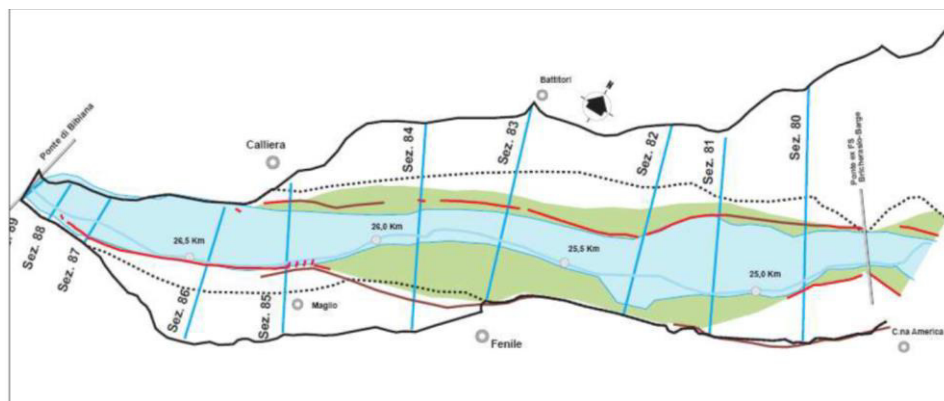 Ponte di Bibiana
Calliera
Battitori
N
Sez. 84
Sez. 83
Sez. 82
Sez. 81
Sez. 80
Ponte ex FS
Bricherasio-Barge
Sez. 88
Sez. 87
Sez. 86
Sez. 85
26,5 Km
26,0 Km
25,5 Km
25,0 Km
Maglio
Fenile
C.na America